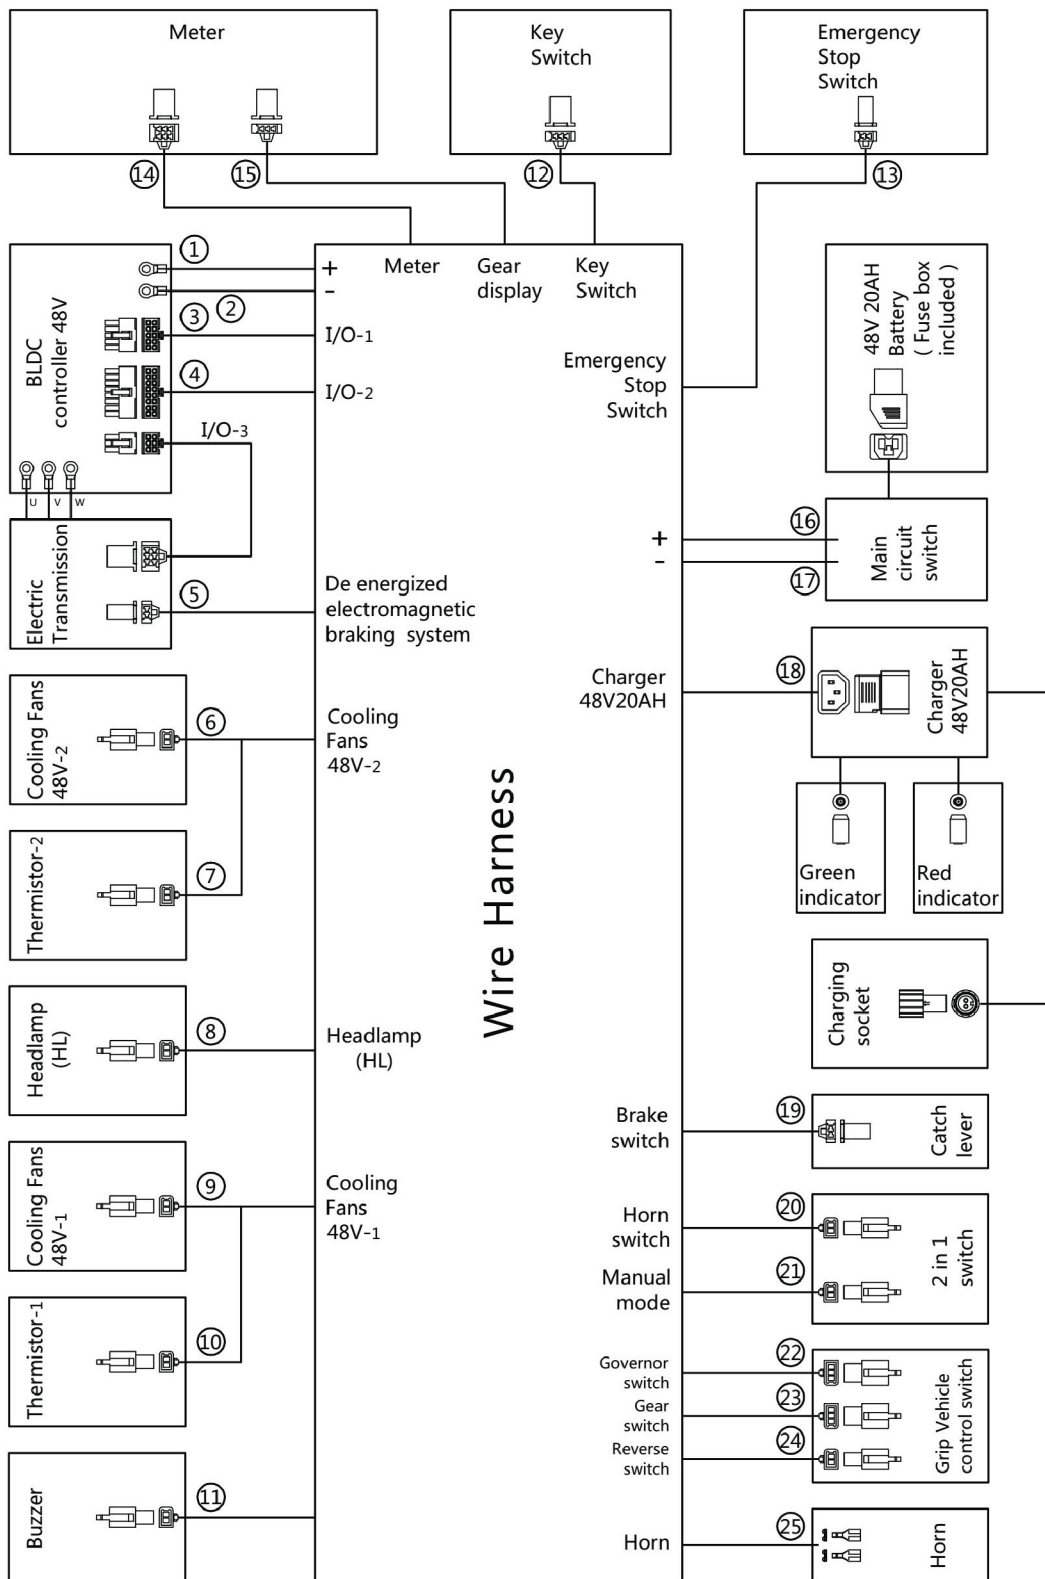 Meter
14
15
Key
Switch
12
Emergency
Stop
Switch
13
BLDC
controller 48V
1
2
3
4
I/O-3
U
V
W
Electric
Transmission
5
Cooling Fans
48V-2
6
Thermistor-2
7
Headlamp
(HL)
8
Cooling Fans
48V-1
9
Thermistor-1
10
Buzzer
11
+
-
I/O-1
I/O-2
Meter
Gear
display
Key
Switch
Emergency
Stop
Switch
De energized
electromagnetic
braking system
Cooling
Fans
48V-2
Headlamp
(HL)
Cooling
Fans
48V-1
Wire Harness
+
-
Charger
48V20AH
Brake
switch
Horn
switch
Manual
mode
Governor
switch
Gear
switch
Reverse
switch
Horn
48V 20AH
Battery
( Fuse box
included )
16
17
Main
circuit
switch
18
Charger
48V20AH
Green
indicator
Red
indicator
Charging
socket
19
Catch
lever
20
21
2 in 1
switch
22
23
24
Grip Vehicle
control switch
25
Horn